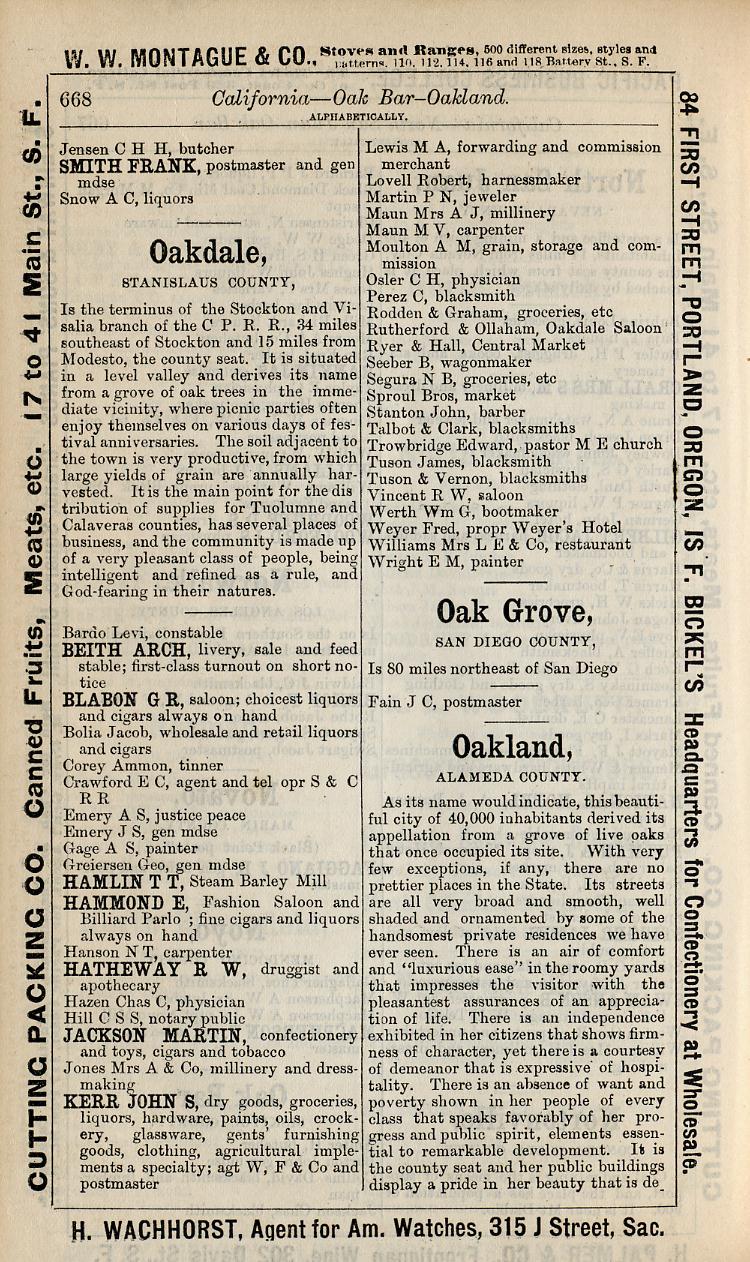 W. W. MONTAGUE & CO., Stoves and Ranges, 500 different sizes, styles and
patterns. 110, 112, 114, 116 and 118 Battery St., S. F.
668
California—Oak Bar-Oakland.
ALPHABETICALLY.
Jensen C H H, butcher
SMITH FRANK, postmaster and gen
mdse
Snow A C, liquors
Oakdale,
STANISLAUS COUNTY,
Is the terminus of the Stockton and Vi-
salia branch of the C P. R. R., 34 miles
southeast of Stockton and 15 miles from
Modesto, the county seat. It is situated
in a level valley and derives its name
from a grove of oak trees in the imme-
diate vicinity, where picnic parties often
enjoy themselves on various days of fes-
tival anniversaries. The soil adjacent to
the town is very productive, from which
large yields of grain are annually har-
vested. It is the main point for the dis
tribution of supplies for Tuolumne and
Calaveras counties, has several places of
business, and the community is made up
of a very pleasant class of people, being
intelligent and refined as a rule, and
God-fearing in their natures.
Bardo Levi, constable
BEITH ARCH, livery, sale and feed
stable; first-class turnout on short no-
tice
BLABON G R, saloon; choicest liquors
and cigars always on hand
Bolia Jacob, wholesale and retail liquors
and cigars
Corey Ammon, tinner
Crawford E C, agent and tel opr S & C
R R
Emery A S, justice peace
Emery J S, gen mdse
Gage A S, painter
Greiersen Geo, gen mdse
HAMLIN T T, Steam Barley Mill
HAMMOND E, Fashion Saloon and
Billiard Parlo ; fine cigars and liquors
always on hand
Hanson N T, carpenter
HATHEWAY R W, druggist and
apothecary
Hazen Chas C, physician
Hill C S S, notary public
JACKSON MARTIN, confectionery
and toys, cigars and tobacco
Jones Mrs A & Co, millinery and dress-
making
KERR JOHN S, dry goods, groceries,
liquors, hardware, paints, oils, crock-
ery, glassware, gents' furnishing
goods, clothing, agricultural imple-
ments a specialty; agt W, F & Co and
postmaster
Lewis M A, forwarding and commission
merchant
Lovell Robert, harnessmaker
Martin P N, jeweler
Maun Mrs A J, millinery
Maun M V, carpenter
Moulton A M, grain, storage and com-
mission
Osler C H, physician
Perez C, blacksmith
Rodden & Graham, groceries, etc
Rutherford & Ollaham, Oakdale Saloon
Ryer & Hall, Central Market
Seeber B, wagonmaker
Segura N B, groceries, etc
Sproul Bros, market
Stanton John, barber
Talbot & Clark, blacksmiths
Trowbridge Edward, pastor M E church
Tuson James, blacksmith
Tuson & Vernon, blacksmiths
Vincent R W, saloon
Werth Wm G, bootmaker
Weyer Fred, propr Weyer's Hotel
Williams Mrs L E & Co, restaurant
Wright E M, painter
Oak Grove,
SAN DIEGO COUNTY,
Is 80 miles northeast of San Diego
Fain J C, postmaster
Oakland,
ALAMEDA COUNTY.
As its name would indicate, this beauti-
ful city of 40,000 inhabitants derived its
appellation from a grove of live oaks
that once occupied its site. With very
few exceptions, if any, there are no
prettier places in the State. Its streets
are all very broad and smooth, well
shaded and ornamented by some of the
handsomest private residences we have
ever seen. There is an air of comfort
and "luxurious ease" in the roomy yards
that impresses the visitor with the
pleasantest assurances of an apprecia-
tion of life. There is an independence
exhibited in her citizens that shows firm-
ness of character, yet there is a courtesy
of demeanor that is expressive of hospi-
tality. There is an absence of want and
poverty shown in her people of every
class that speaks favorably of her pro-
gress and public spirit, elements essen-
tial to remarkable development. It is
the county seat and her public buildings
display a pride in her beauty that is de-
CUTTING PACKING CO. Canned Fruits, Meats, etc. 17 to 41 Main St., S. F.
84 FIRST STREET, PORTLAND, OREGON, IS F. BICKEL'S Headquarters for Confectionery at Wholesale.
H. WACHHORST, Agent for Am. Watches, 315 J Street, Sac.